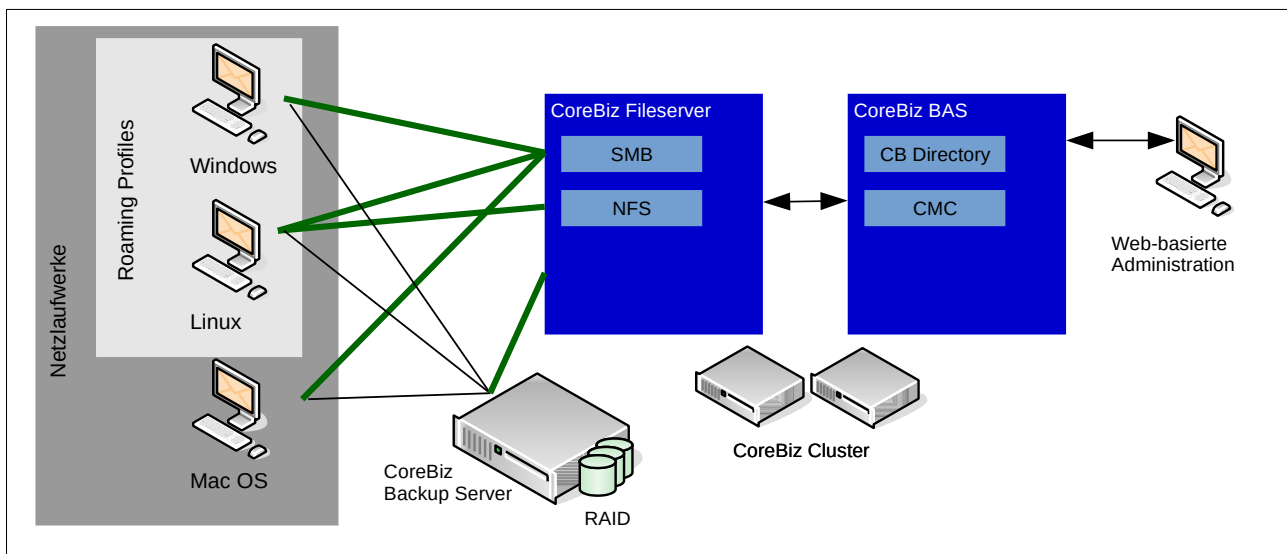 Netzlaufwerke
Roaming Profiles
Windows
Linux
Mac OS
CoreBiz Fileserver
SMB
NFS
CoreBiz BAS
CB Directory
CMC
Web-basierte
Administration
CoreBiz
Backup Server
RAID
CoreBiz Cluster